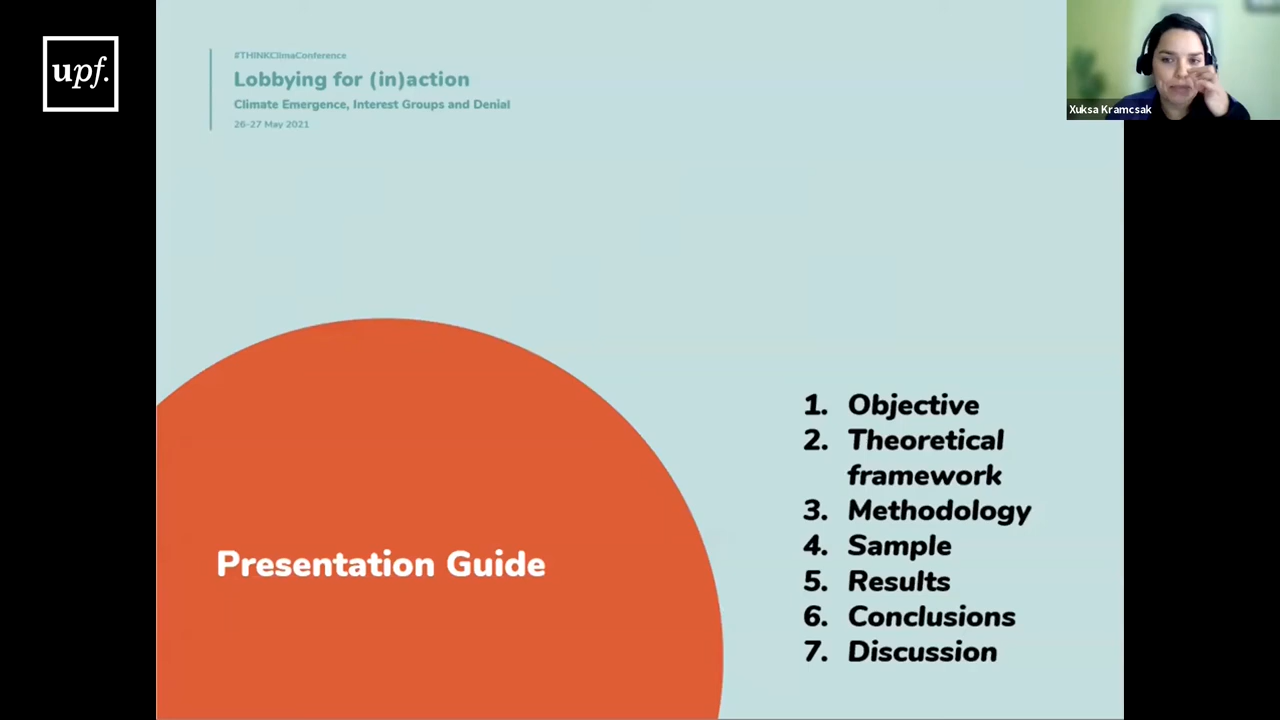 upf.
#THINKClimaConference
Lobbying for (in)action
Climate Emergence, Interest Groups and Denial
26-27 May 2021
Xuksa Kramcsak
Presentation Guide
1. Objective
2. Theoretical
framework
3. Methodology
4. Sample
5. Results
6. Conclusions
7. Discussion